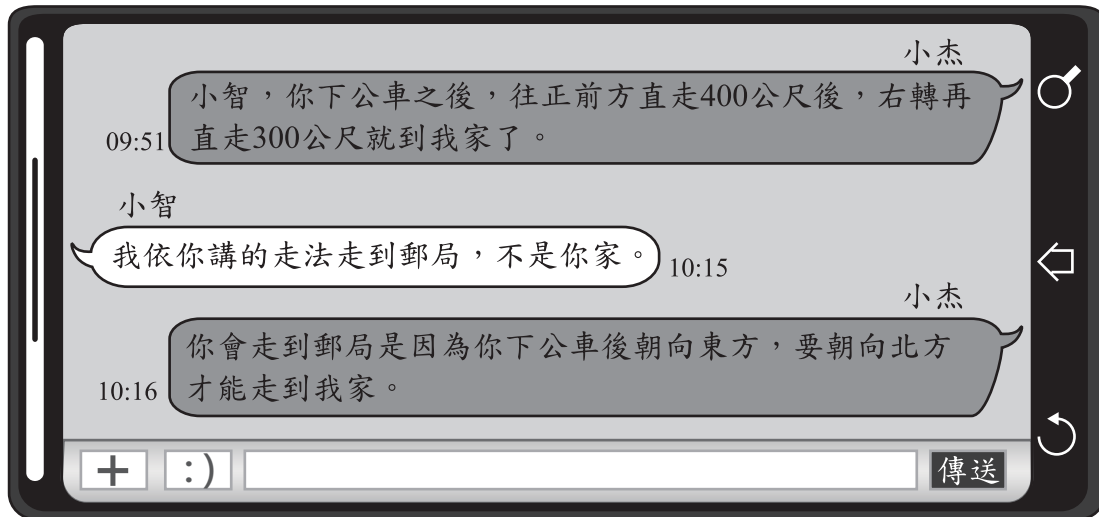 小杰
小智，你下公車之後，往正前方直走400公尺後，右轉再
直走300公尺就到我家了。
09:51
小智
我依你講的走法走到郵局，不是你家。
10:15
小杰
你會走到郵局是因為你下公車後朝向東方，要朝向北方
才能走到我家。
10:16
+ :) 傳送